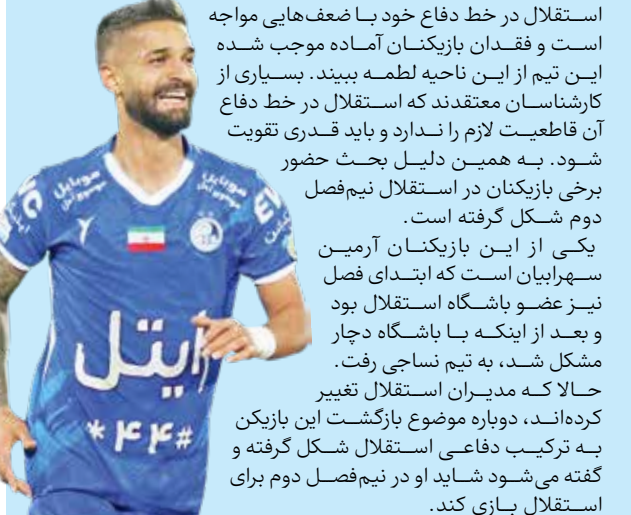 استقلال در خط دفاع خود با ضعف‌هایی مواجه
است و فقدان بازیکنان آماده موجب شده
این تیم از این ناحیه لطمه ببیند. بسیاری از
کارشناسان معتقدند که استقلال در خط دفاع
آن قاطعیت لازم را ندارد و باید قدری تقویت
شود. به همین دلیل بحث حضور
برخی بازیکنان در استقلال نیم‌فصل
دوم شکل گرفته است.
یکی از این بازیکنان آرمین
سهرابیان است که ابتدای فصل
نیز عضو باشگاه استقلال بود
و بعد از اینکه با باشگاه دچار
مشکل شد، به تیم نساجی رفت.
حالا که مدیران استقلال تغییر
کرده‌اند، دوباره موضوع بازگشت این بازیکن
به ترکیب دفاعی استقلال شکل گرفته و
گفته می‌شود شاید او در نیم‌فصل دوم برای
استقلال بازی کند.
موبایل
موبایل
ایتل
*۴۴#